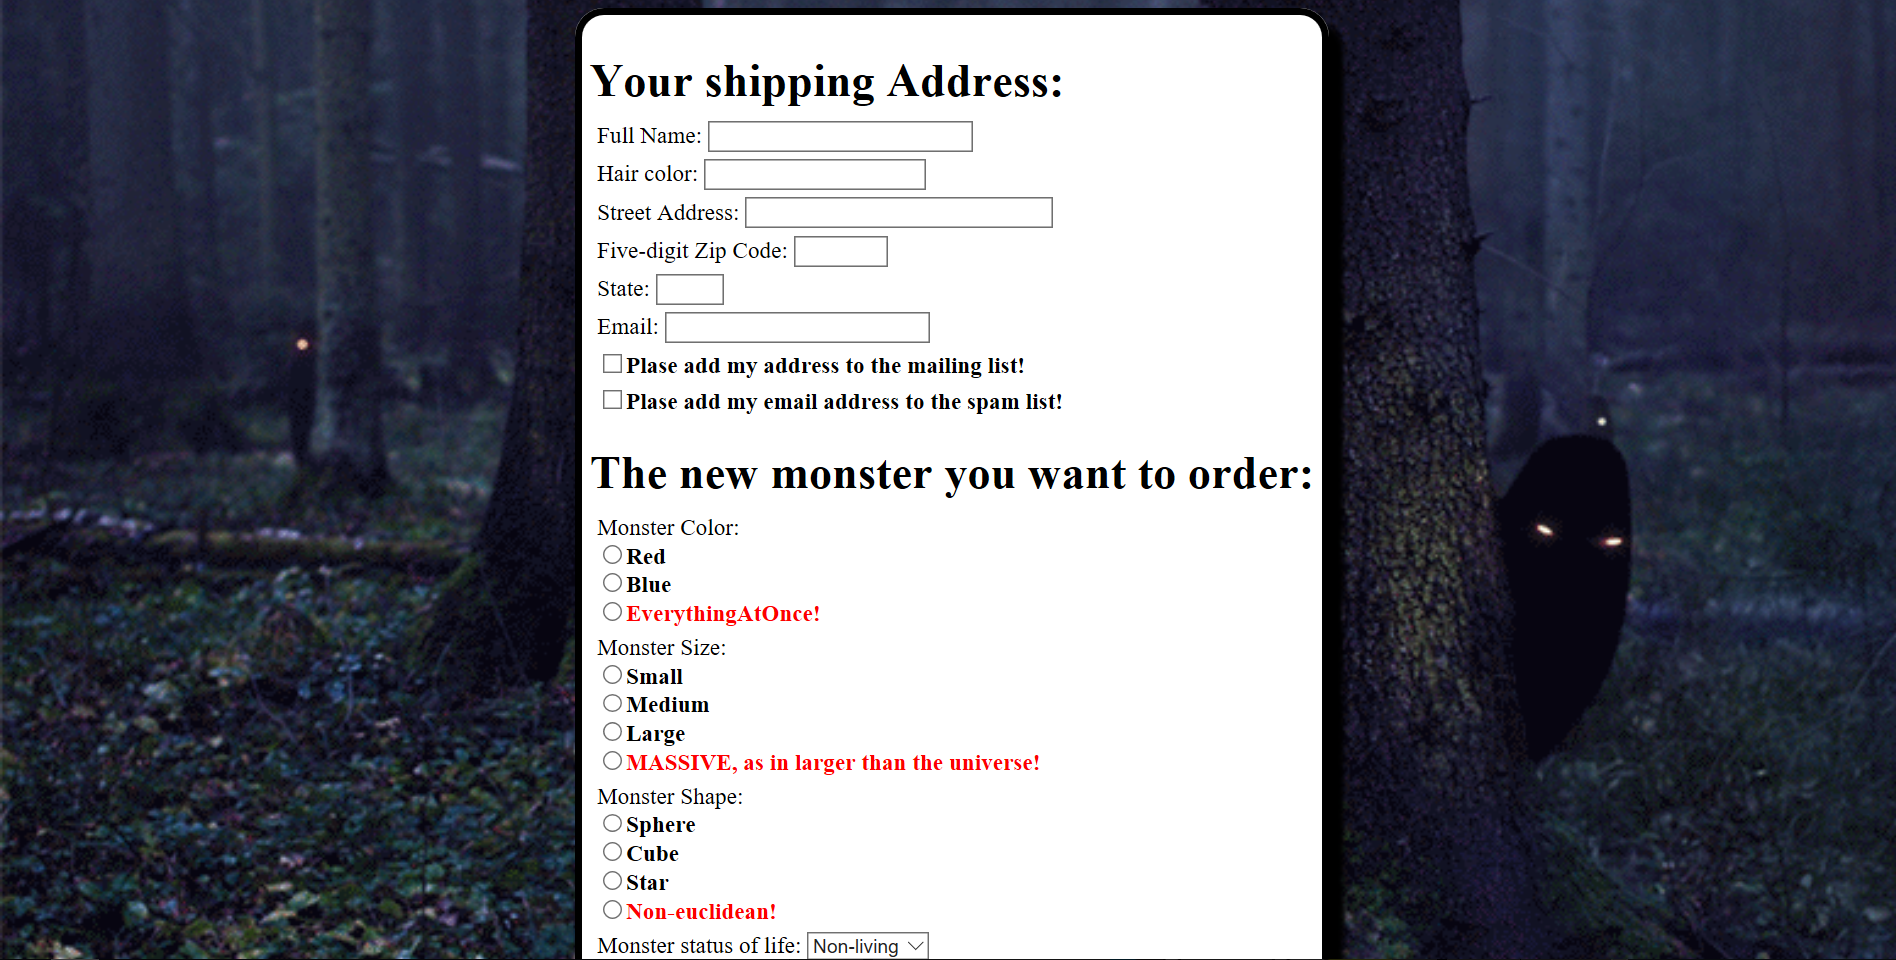 Your shipping Address:
Full Name:
Hair color:
Street Address:
Five-digit Zip Code:
State:
Email:
Plase add my address to the mailing list!
Plase add my email address to the spam list!
The new monster you want to order:
Monster Color:
Red
Blue
EverythingAtOnce!
Monster Size:
Small
Medium
Large
MASSIVE, as in larger than the universe!
Monster Shape:
Sphere
Cube
Star
Non-euclidean!
Monster status of life: Non-living